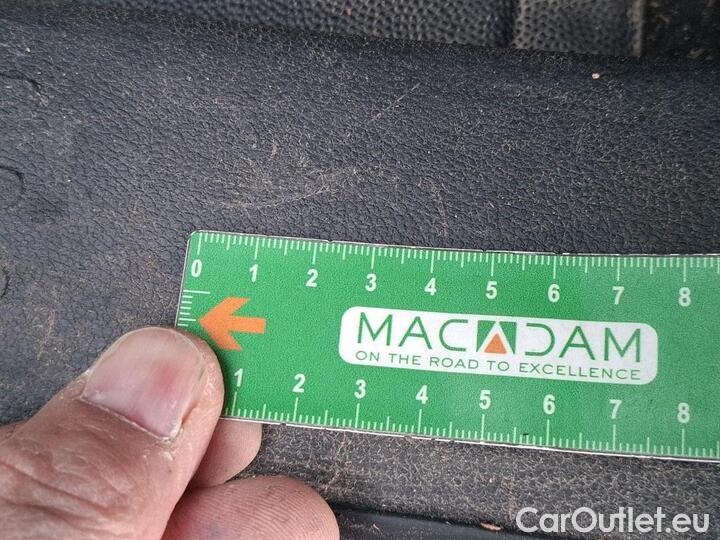 0 1 2 3 4 5 6 7 8
MACADAM
ON THE ROAD TO EXCELLENCE
1 2 3 4 5 6 7 8
CarOutlet.eu